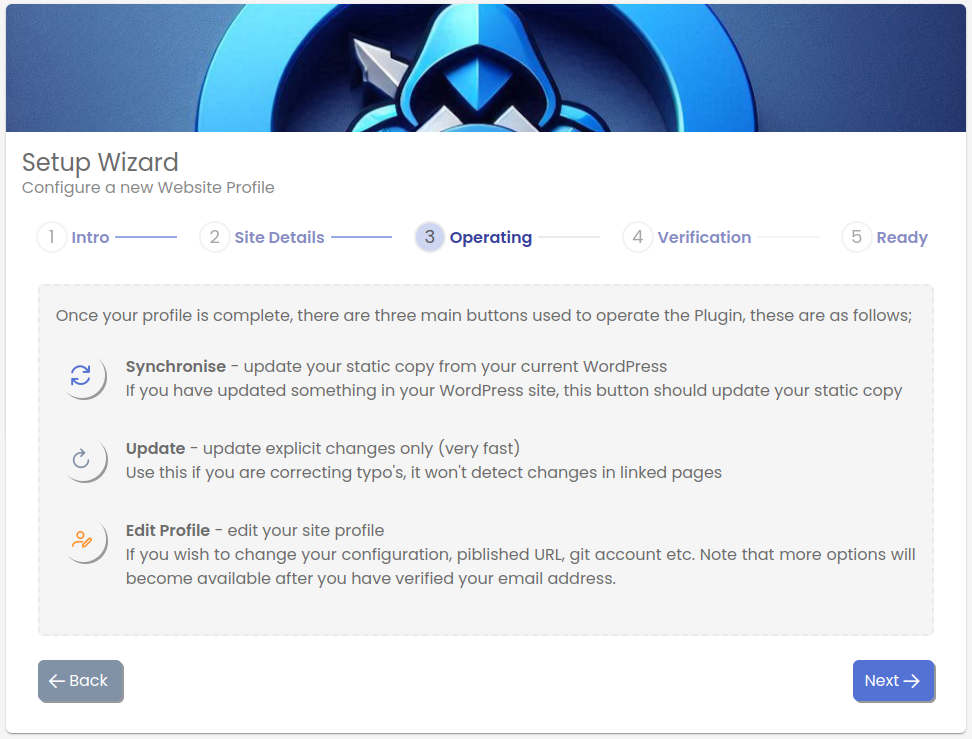 Setup Wizard
Configure a new Website Profile
1 Intro 2 Site Details 3 Operating 4 Verification 5 Ready
Once your profile is complete, there are three main buttons used to operate the Plugin, these are as follows;
Synchronise - update your static copy from your current WordPress
If you have updated something in your WordPress site, this button should update your static copy
Update - update explicit changes only (very fast)
Use this if you are correcting typo's, it won't detect changes in linked pages
Edit Profile - edit your site profile
If you wish to change your configuration, piblished URL, git account etc. Note that more options will
become available after you have verified your email address.
← Back
Next →